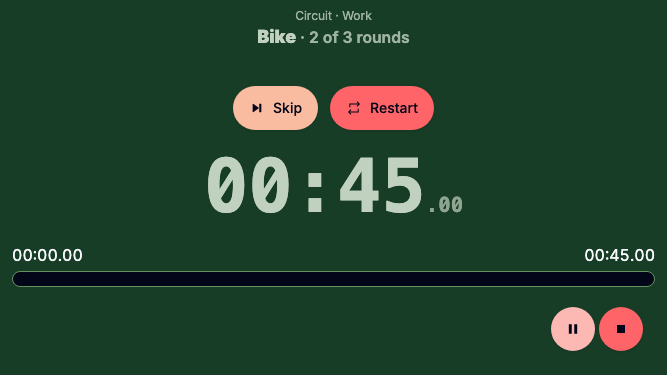 Circuit · Work
Bike · 2 of 3 rounds
Skip
Restart
00:45.00
00:00.00
00:45.00